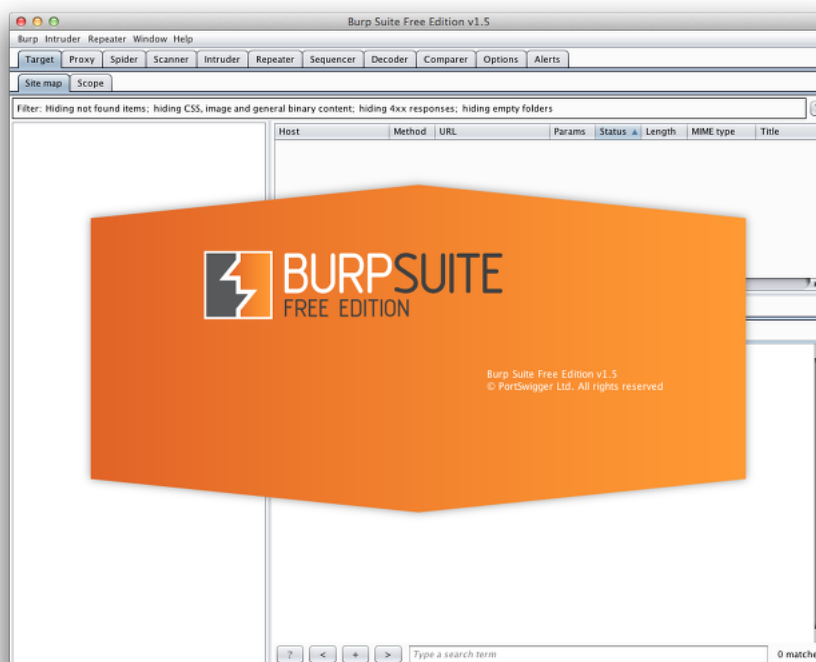 Burp Suite Free Edition v1.5
Burp Intruder Repeater Window Help
Target Proxy Spider Scanner Intruder Repeater Sequencer Decoder Comparer Options Alerts
Site map Scope
Filter: Hiding not found items; hiding CSS, image and general binary content; hiding 4xx responses; hiding empty folders
Host Method URL Params Status Length MIME type Title
BURPSUITE
FREE EDITION
Burp Suite Free Edition v1.5
© PortSwigger Ltd. All rights reserved
? < + > Type a search term 0 matche